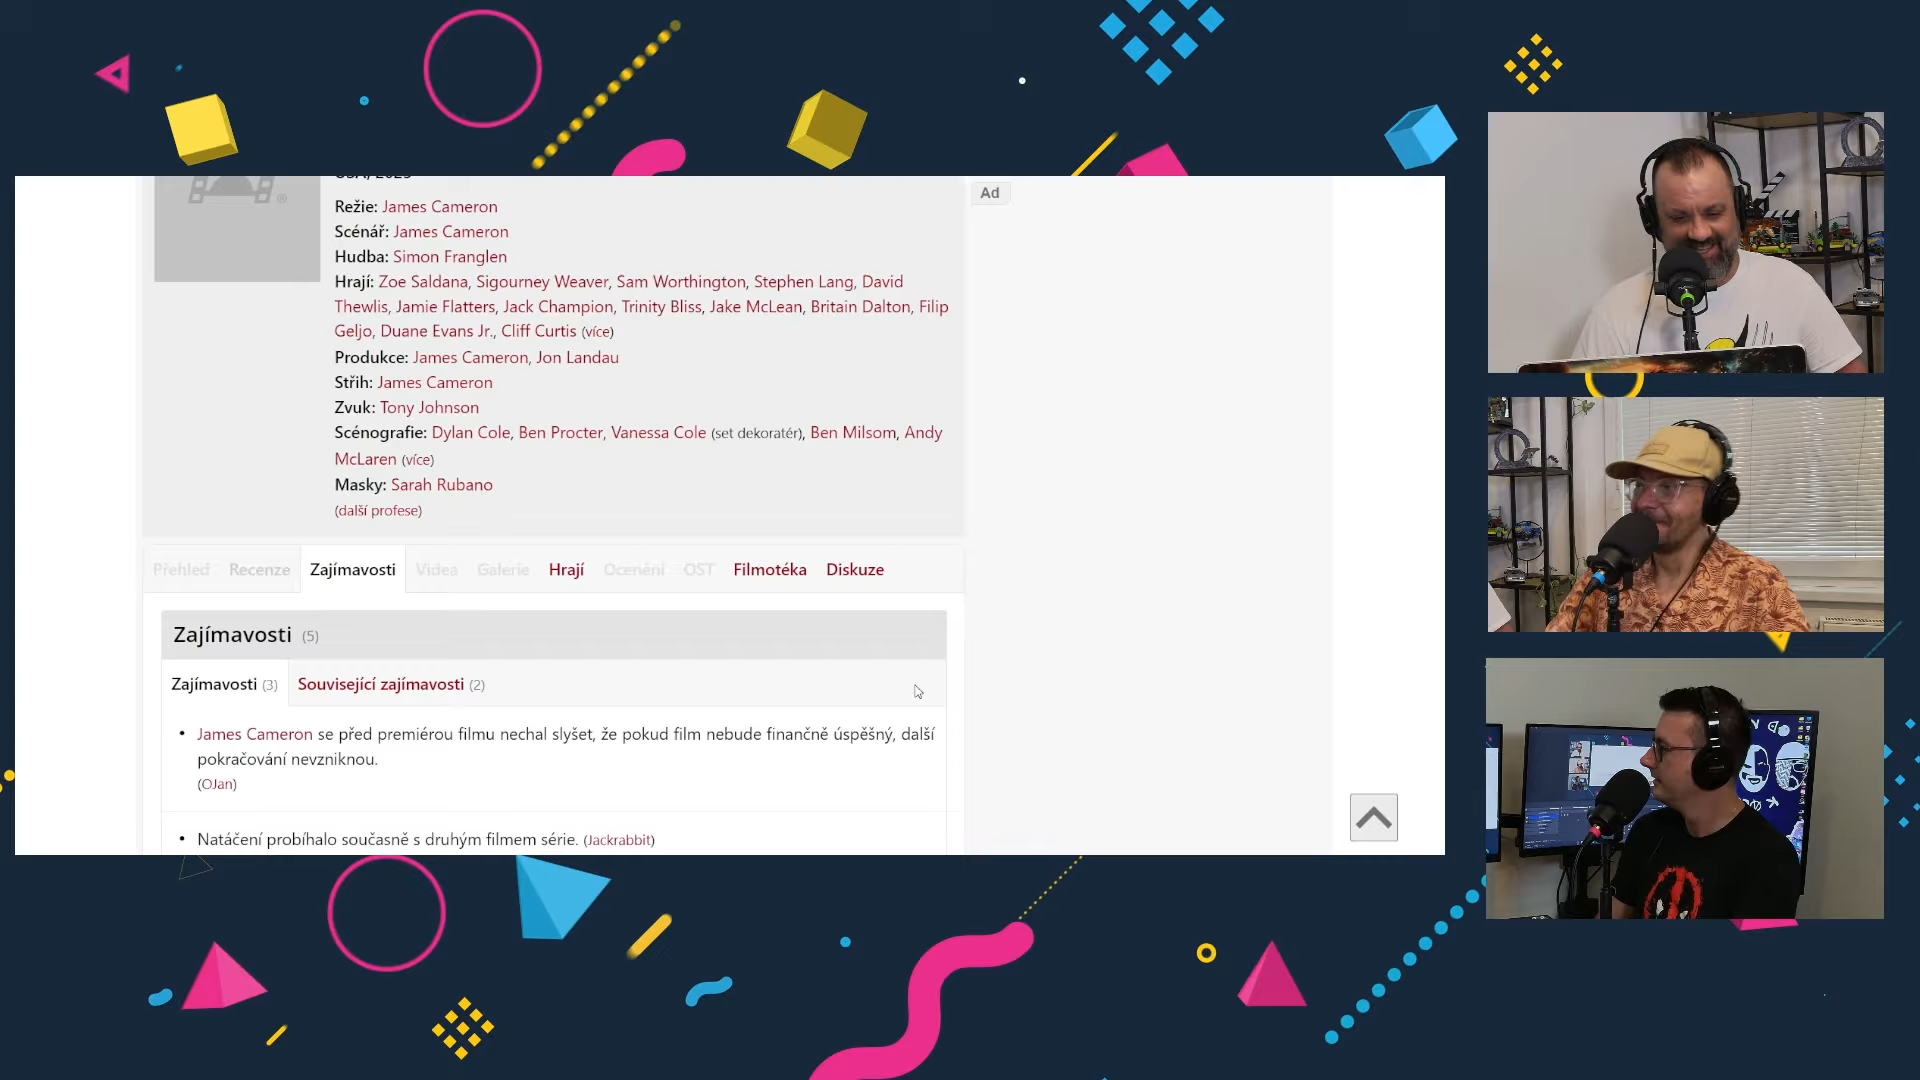 USA, 2025
Ad
Režie: James Cameron
Scénář: James Cameron
Hudba: Simon Franglen
Hrají: Zoe Saldana, Sigourney Weaver, Sam Worthington, Stephen Lang, David
Thewlis, Jamie Flatters, Jack Champion, Trinity Bliss, Jake McLean, Britain Dalton, Filip
Geljo, Duane Evans Jr., Cliff Curtis (více)
Produkce: James Cameron, Jon Landau
Střih: James Cameron
Zvuk: Tony Johnson
Scénografie: Dylan Cole, Ben Procter, Vanessa Cole (set dekoratér), Ben Milsom, Andy
McLaren (více)
Masky: Sarah Rubano
(další profese)
Přehled Recenze Zajímavosti Videa Galerie Hrají Ocenění OST Filmotéka Diskuze
Zajímavosti (5)
Zajímavosti (3) Související zajímavosti (2)
• James Cameron se před premiérou filmu nechal slyšet, že pokud film nebude finančně úspěšný, další
pokračování nevzniknou.
(OJan)
• Natáčení probíhalo současně s druhým filmem série. (Jackrabbit)